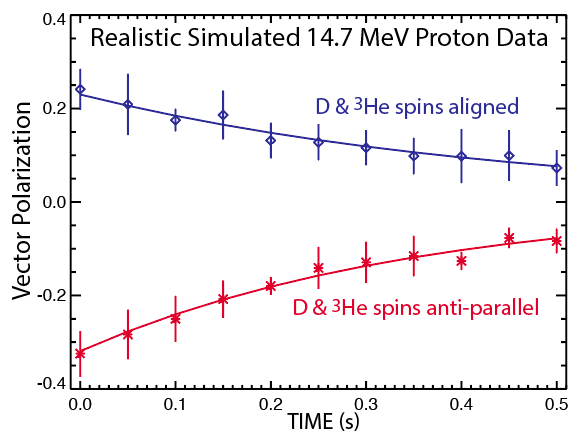 Realistic Simulated 14.7 MeV Proton Data
D & ³He spins aligned
D & ³He spins anti-parallel
Vector Polarization
0.4
0.2
0.0
-0.2
-0.4
0.0 0.1 0.2 0.3 0.4 0.5
TIME (s)